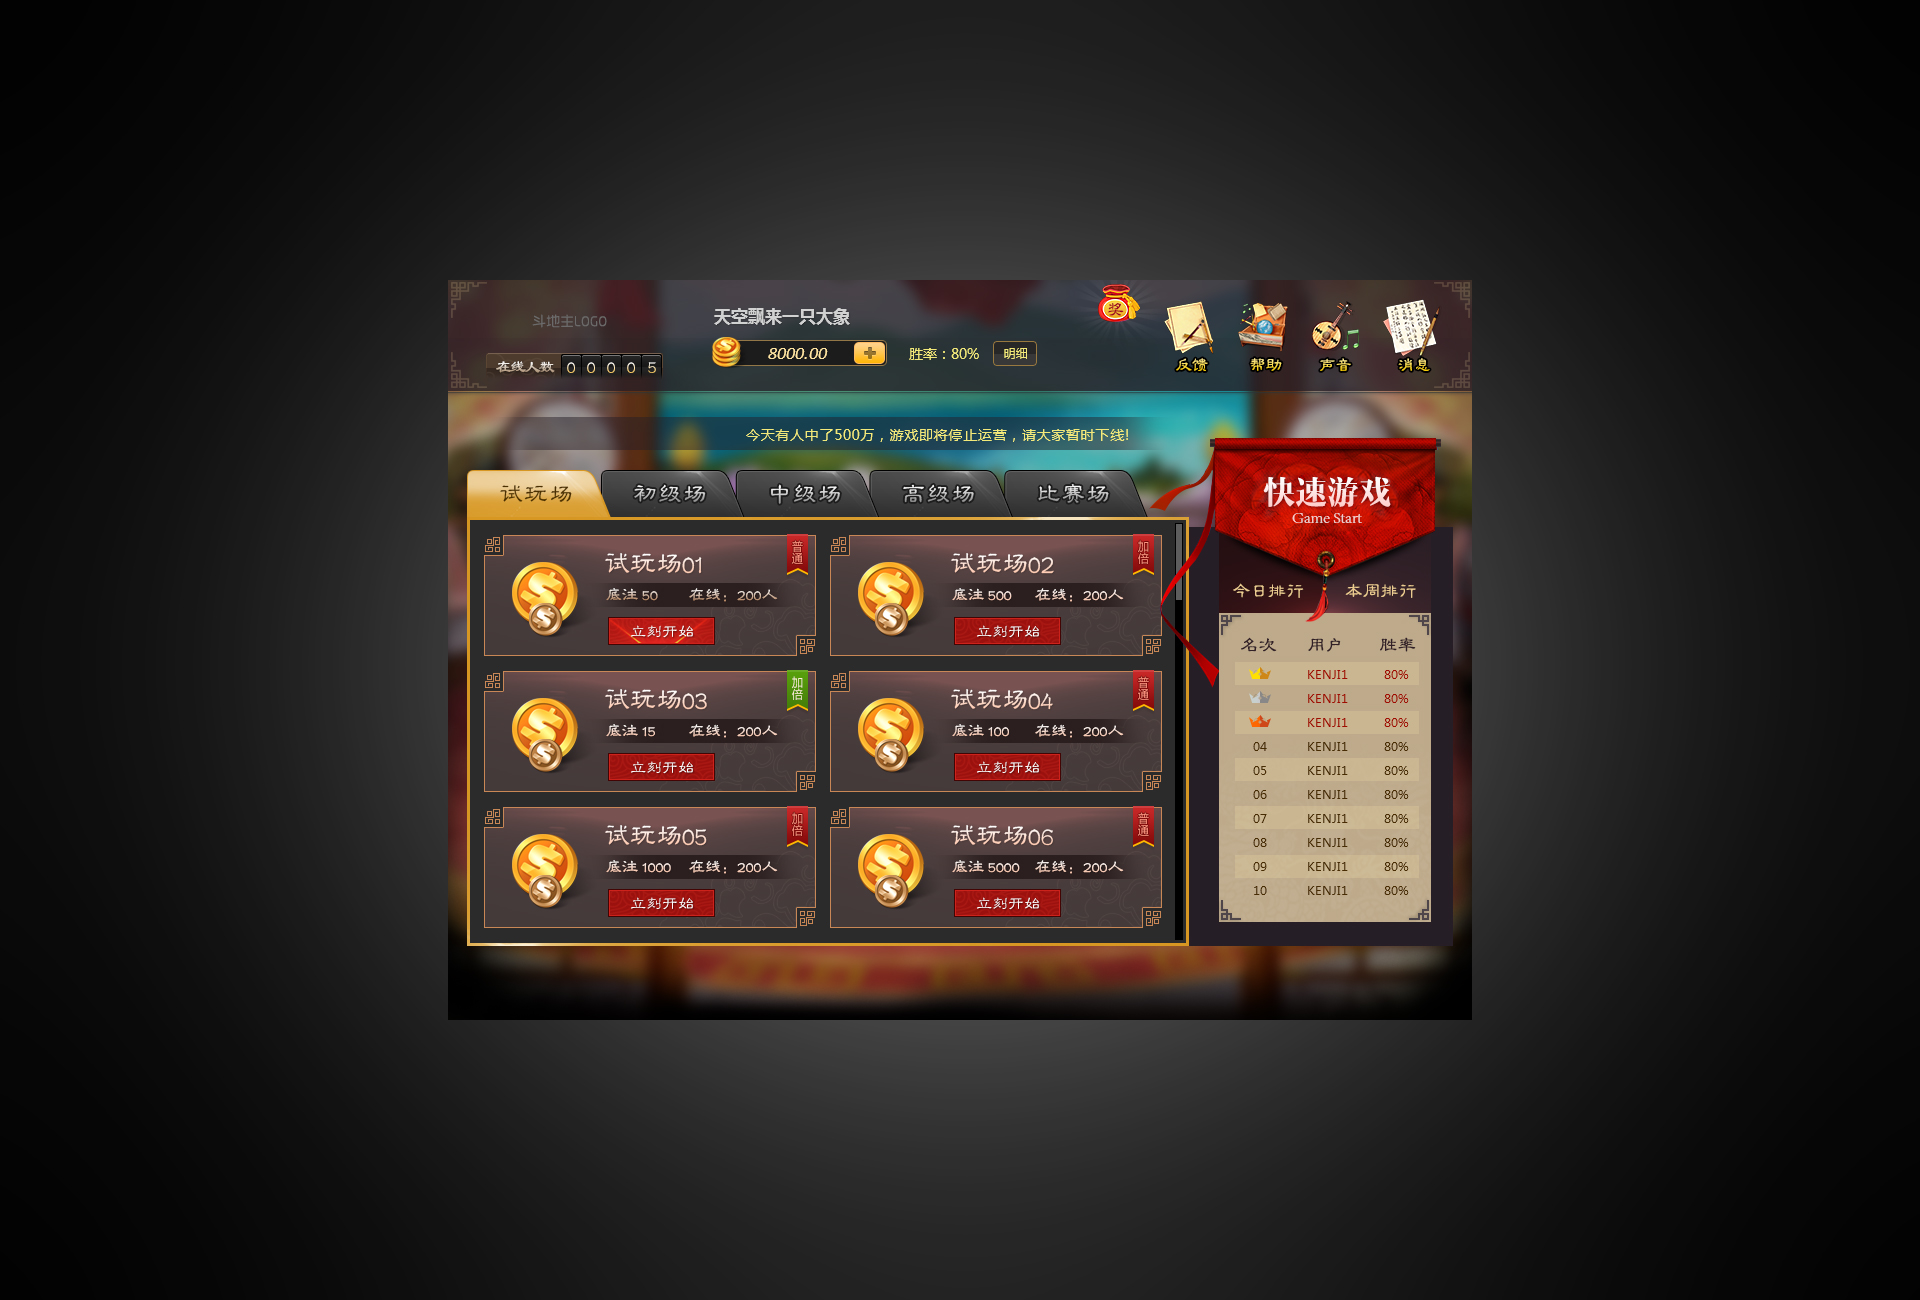 斗地主LOGO
在线人数 0 0 0 0 5
天空飘来一只大象
8000.00
胜率：80% 明细
奖
反馈 帮助 声音 消息
今天有人中了500万，游戏即将停止运营，请大家暂时下线!
试玩场 初级场 中级场 高级场 比赛场
试玩场01
普通
底注 50 在线：200人
立刻开始
试玩场02
加倍
底注 500 在线：200人
立刻开始
试玩场03
加倍
底注 15 在线：200人
立刻开始
试玩场04
普通
底注 100 在线：200人
立刻开始
试玩场05
加倍
底注 1000 在线：200人
立刻开始
试玩场06
普通
底注 5000 在线：200人
立刻开始
快速游戏
Game Start
今日排行 本周排行
名次 用户 胜率
KENJI1 80%
KENJI1 80%
KENJI1 80%
04 KENJI1 80%
05 KENJI1 80%
06 KENJI1 80%
07 KENJI1 80%
08 KENJI1 80%
09 KENJI1 80%
10 KENJI1 80%